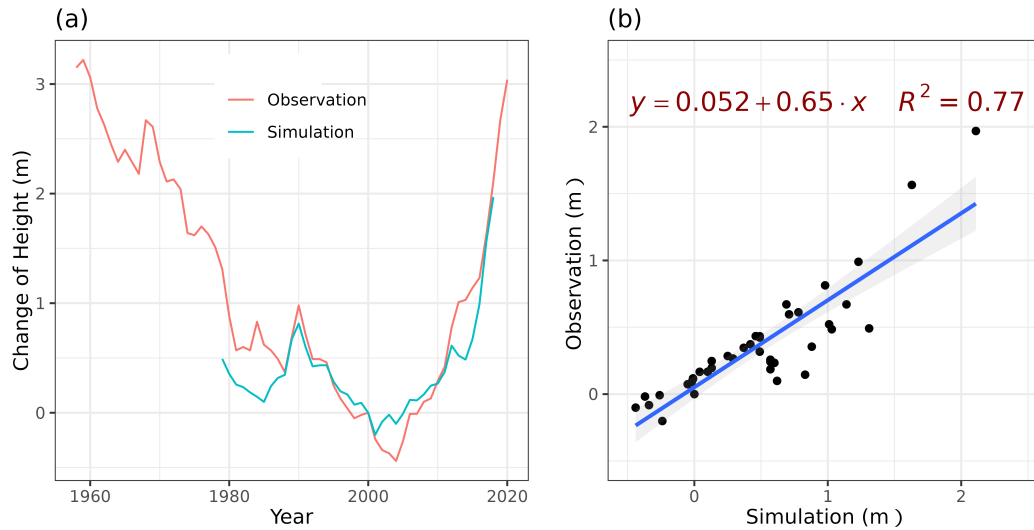 (a)
Change of Height (m)
3
2
1
0
Observation
Simulation
1960
1980
2000
2020
Year
(b)
y = 0.052 + 0.65 · x R² = 0.77
Observation (m )
2
1
0
0
1
2
Simulation (m )